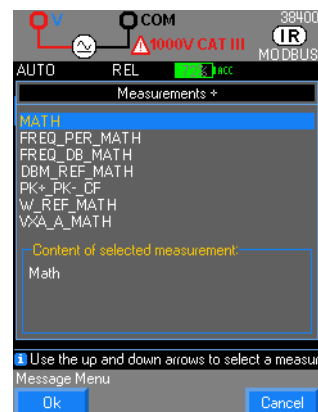 V COM 38400
1000V CAT III IR
MODBUS
AUTO REL ACC
Measurements +
MATH
FREQ_PER_MATH
FREQ_DB_MATH
DBM_REF_MATH
PK+_PK-_CF
W_REF_MATH
VXA_A_MATH
Content of selected measurement:
Math
Use the up and down arrows to select a measur
Message Menu
Ok Cancel